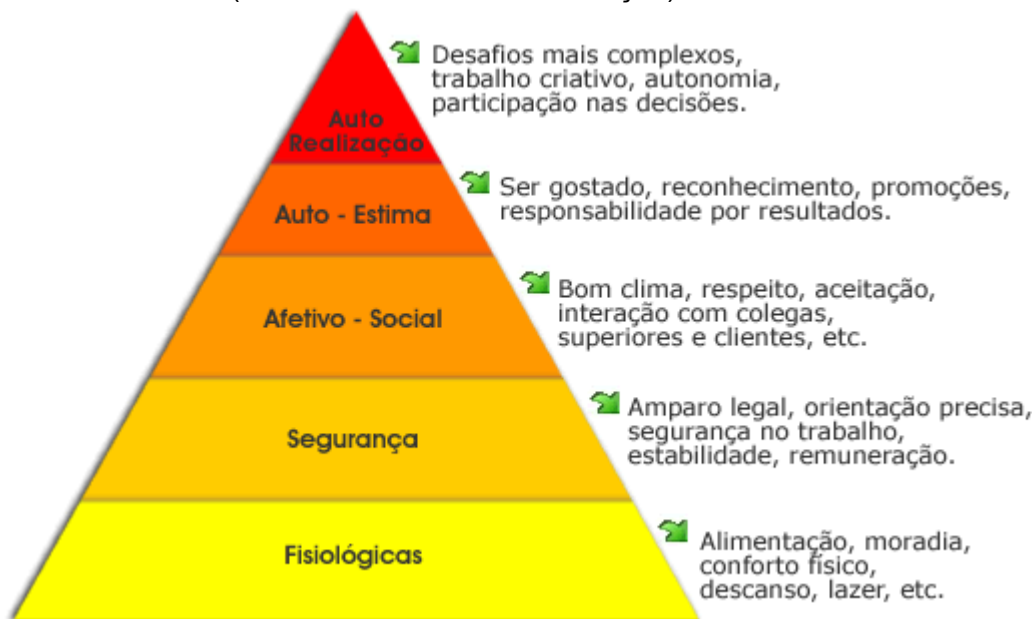 Auto
Realização
Desafios mais complexos,
trabalho criativo, autonomia,
participação nas decisões.
Auto - Estima
Ser gostado, reconhecimento, promoções,
responsabilidade por resultados.
Afetivo - Social
Bom clima, respeito, aceitação,
interação com colegas,
superiores e clientes, etc.
Segurança
Amparo legal, orientação precisa,
segurança no trabalho,
estabilidade, remuneração.
Fisiológicas
Alimentação, moradia,
conforto físico,
descanso, lazer, etc.